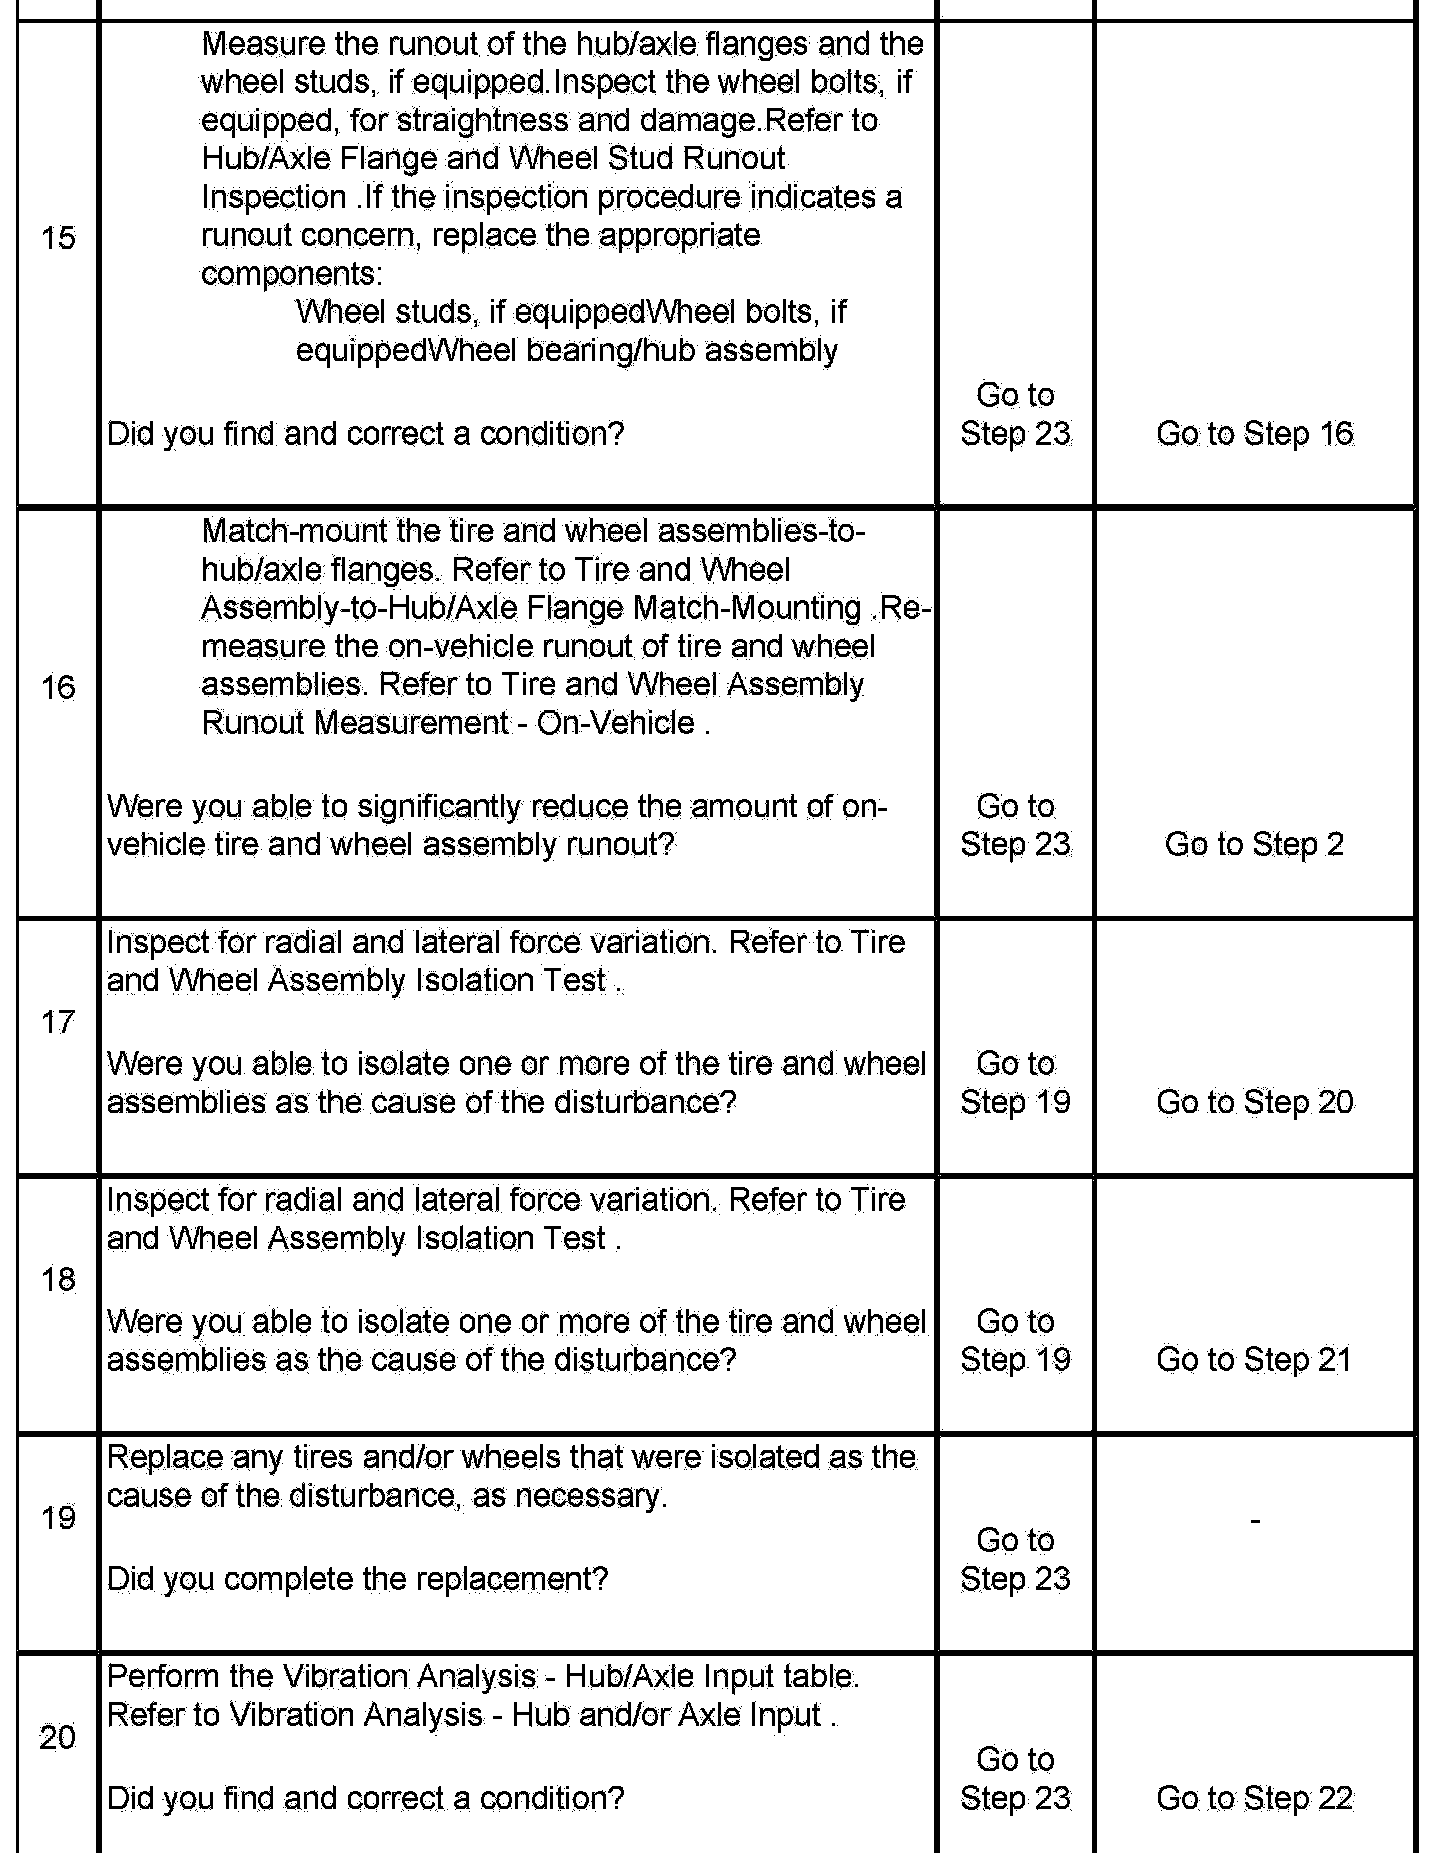 Measure the runout of the hub/axle flanges and the
wheel studs, if equipped.Inspect the wheel bolts, if
equipped, for straightness and damage.Refer to
Hub/Axle Flange and Wheel Stud Runout
Inspection .If the inspection procedure indicates a
15
runout concern, replace the appropriate
components:
Wheel studs, if equippedWheel bolts, if
equippedWheel bearing/hub assembly
Did you find and correct a condition?
Go to
Step 23
Go to Step 16
Match-mount the tire and wheel assemblies-to-
hub/axle flanges. Refer to Tire and Wheel
Assembly-to-Hub/Axle Flange Match-Mounting .Re-
measure the on-vehicle runout of tire and wheel
16
assemblies. Refer to Tire and Wheel Assembly
Runout Measurement - On-Vehicle .
Were you able to significantly reduce the amount of on-
vehicle tire and wheel assembly runout?
Go to
Step 23
Go to Step 2
Inspect for radial and lateral force variation. Refer to Tire
and Wheel Assembly Isolation Test .
17
Were you able to isolate one or more of the tire and wheel
assemblies as the cause of the disturbance?
Go to
Step 19
Go to Step 20
Inspect for radial and lateral force variation. Refer to Tire
and Wheel Assembly Isolation Test .
18
Were you able to isolate one or more of the tire and wheel
assemblies as the cause of the disturbance?
Go to
Step 19
Go to Step 21
Replace any tires and/or wheels that were isolated as the
cause of the disturbance, as necessary.
19
Did you complete the replacement?
Go to
Step 23
-
Perform the Vibration Analysis - Hub/Axle Input table.
Refer to Vibration Analysis - Hub and/or Axle Input .
20
Did you find and correct a condition?
Go to
Step 23
Go to Step 22